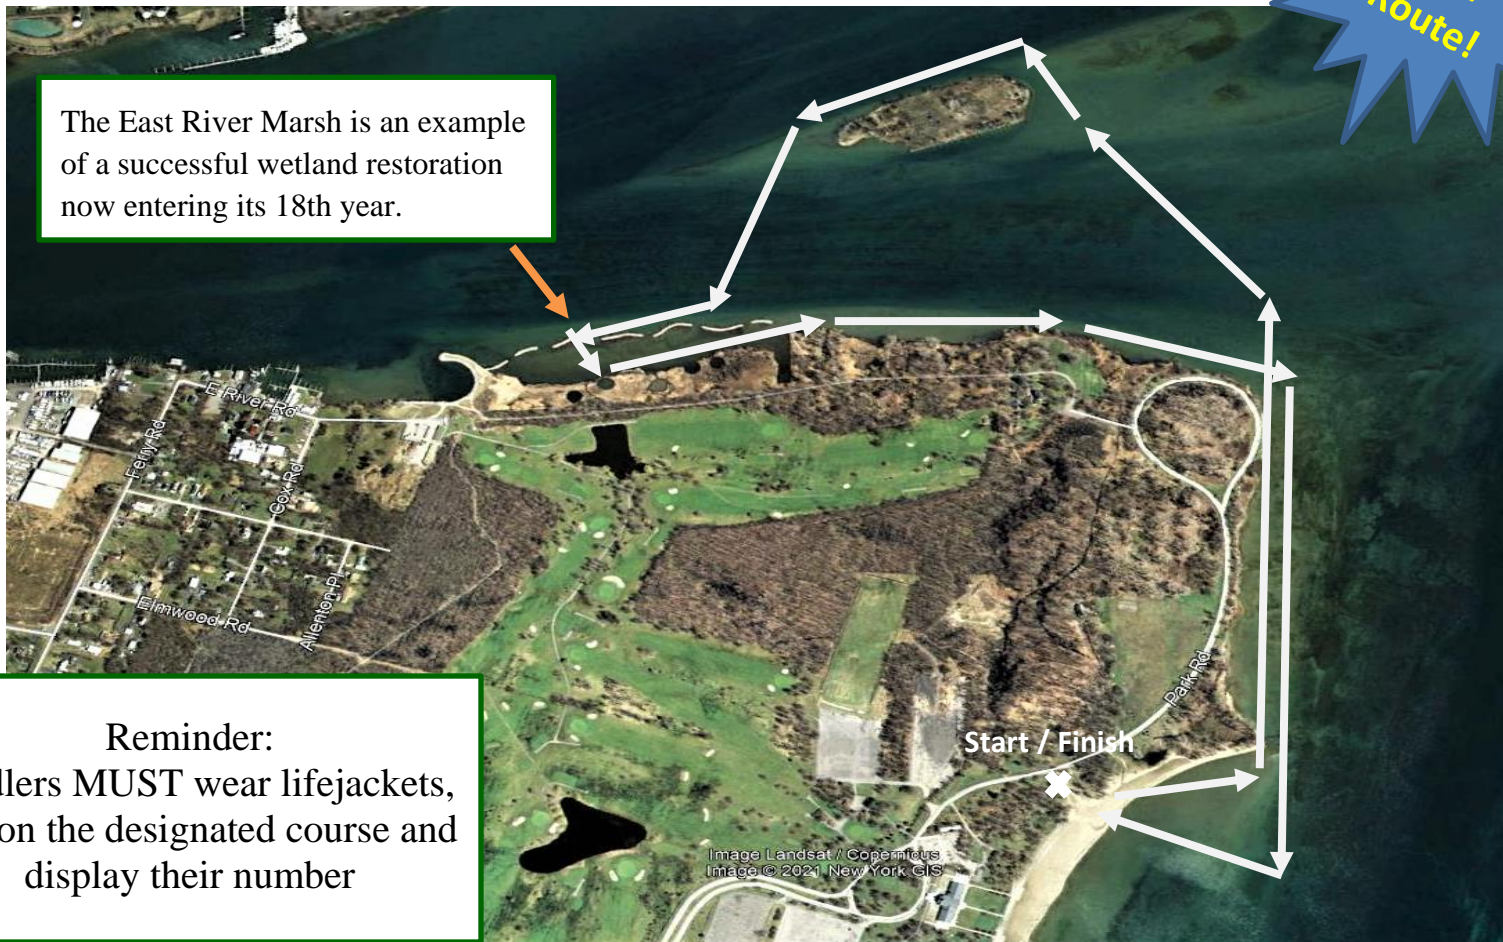 Route!
The East River Marsh is an example
of a successful wetland restoration
now entering its 18th year.
E River Rd
Ferry Rd
Cox Rd
Elmwood Rd
Allenton Pl
Park Rd
Start / Finish
Reminder:
MUST wear lifejackets,
on the designated course and
display their number
Image Landsat / Copernicus
Image © 2021 New York GIS